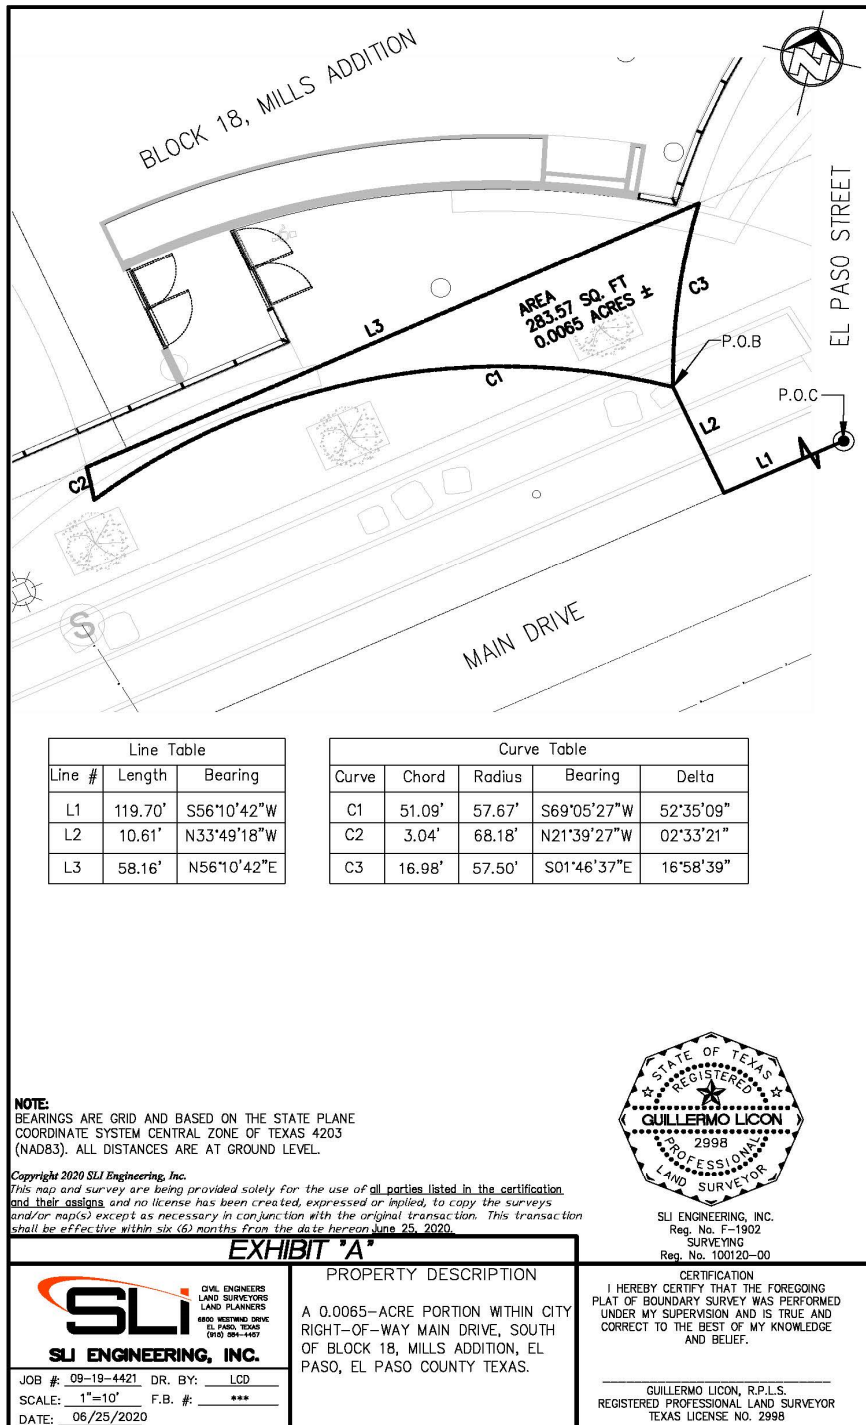 BLOCK 18, MILLS ADDITION
N
EL PASO STREET
AREA
283.57 SQ. FT
0.0065 ACRES ±
C3
L3
P.O.B
C1
P.O.C
L2
L1
C2
S
MAIN DRIVE
Line Table
Line # Length Bearing
L1 119.70' S56°10'42"W
L2 10.61' N33°49'18"W
L3 58.16' N56°10'42"E
Curve Table
Curve Chord Radius Bearing Delta
C1 51.09' 57.67' S69°05'27"W 52°35'09"
C2 3.04' 68.18' N21°39'27"W 02°33'21"
C3 16.98' 57.50' S01°46'37"E 16°58'39"
NOTE:
BEARINGS ARE GRID AND BASED ON THE STATE PLANE
COORDINATE SYSTEM CENTRAL ZONE OF TEXAS 4203
(NAD83). ALL DISTANCES ARE AT GROUND LEVEL.
Copyright 2020 SLI Engineering, Inc.
This map and survey are being provided solely for the use of all parties listed in the certification
and their assigns and no license has been created, expressed or implied, to copy the surveys
and/or map(s) except as necessary in conjunction with the original transaction. This transaction
shall be effective within six (6) months from the date hereon June 25, 2020.
STATE OF TEXAS
REGISTERED
GUILLERMO LICON
2998
PROFESSIONAL
LAND SURVEYOR
SLI ENGINEERING, INC.
Reg. No. F-1902
SURVEYING
Reg. No. 100120-00
EXHIBIT "A"
SLI
CIVIL ENGINEERS
LAND SURVEYORS
LAND PLANNERS
6600 WESTWIND DRIVE
EL PASO, TEXAS
(915) 584-4457
SLI ENGINEERING, INC.
JOB #: 09-19-4421 DR. BY: LCD
SCALE: 1"=10' F.B. #: ***
DATE: 06/25/2020
PROPERTY DESCRIPTION
A 0.0065-ACRE PORTION WITHIN CITY
RIGHT-OF-WAY MAIN DRIVE, SOUTH
OF BLOCK 18, MILLS ADDITION, EL
PASO, EL PASO COUNTY TEXAS.
CERTIFICATION
I HEREBY CERTIFY THAT THE FOREGOING
PLAT OF BOUNDARY SURVEY WAS PERFORMED
UNDER MY SUPERVISION AND IS TRUE AND
CORRECT TO THE BEST OF MY KNOWLEDGE
AND BELIEF.
GUILLERMO LICON, R.P.L.S.
REGISTERED PROFESSIONAL LAND SURVEYOR
TEXAS LICENSE NO. 2998